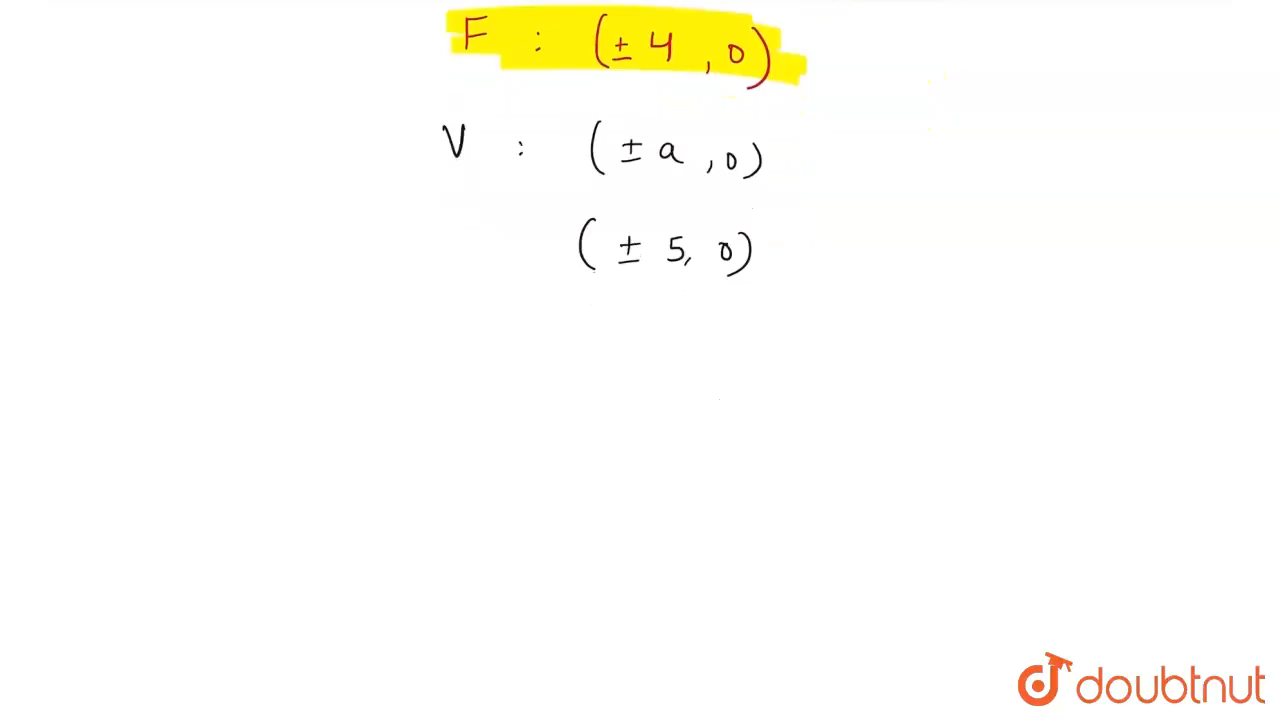 F : (± 4 , 0)
V : (± a , 0)
(± 5, 0)
doubtnut